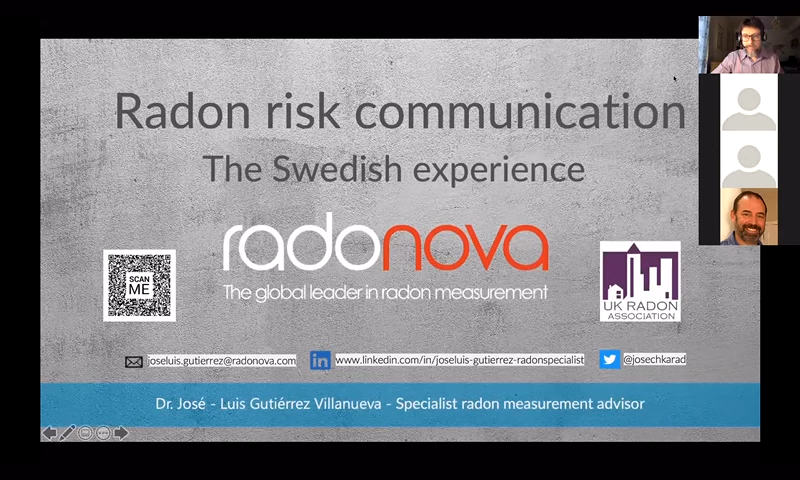 Radon risk communication
The Swedish experience
radonova
The global leader in radon measurement
SCAN
ME
UK RADON
ASSOCIATION
joseluis.gutierrez@radonova.com
in
www.linkedin.com/in/joseluis-gutierrez-radonspecialist
@josechkarad
Dr. José - Luis Gutiérrez Villanueva - Specialist radon measurement advisor